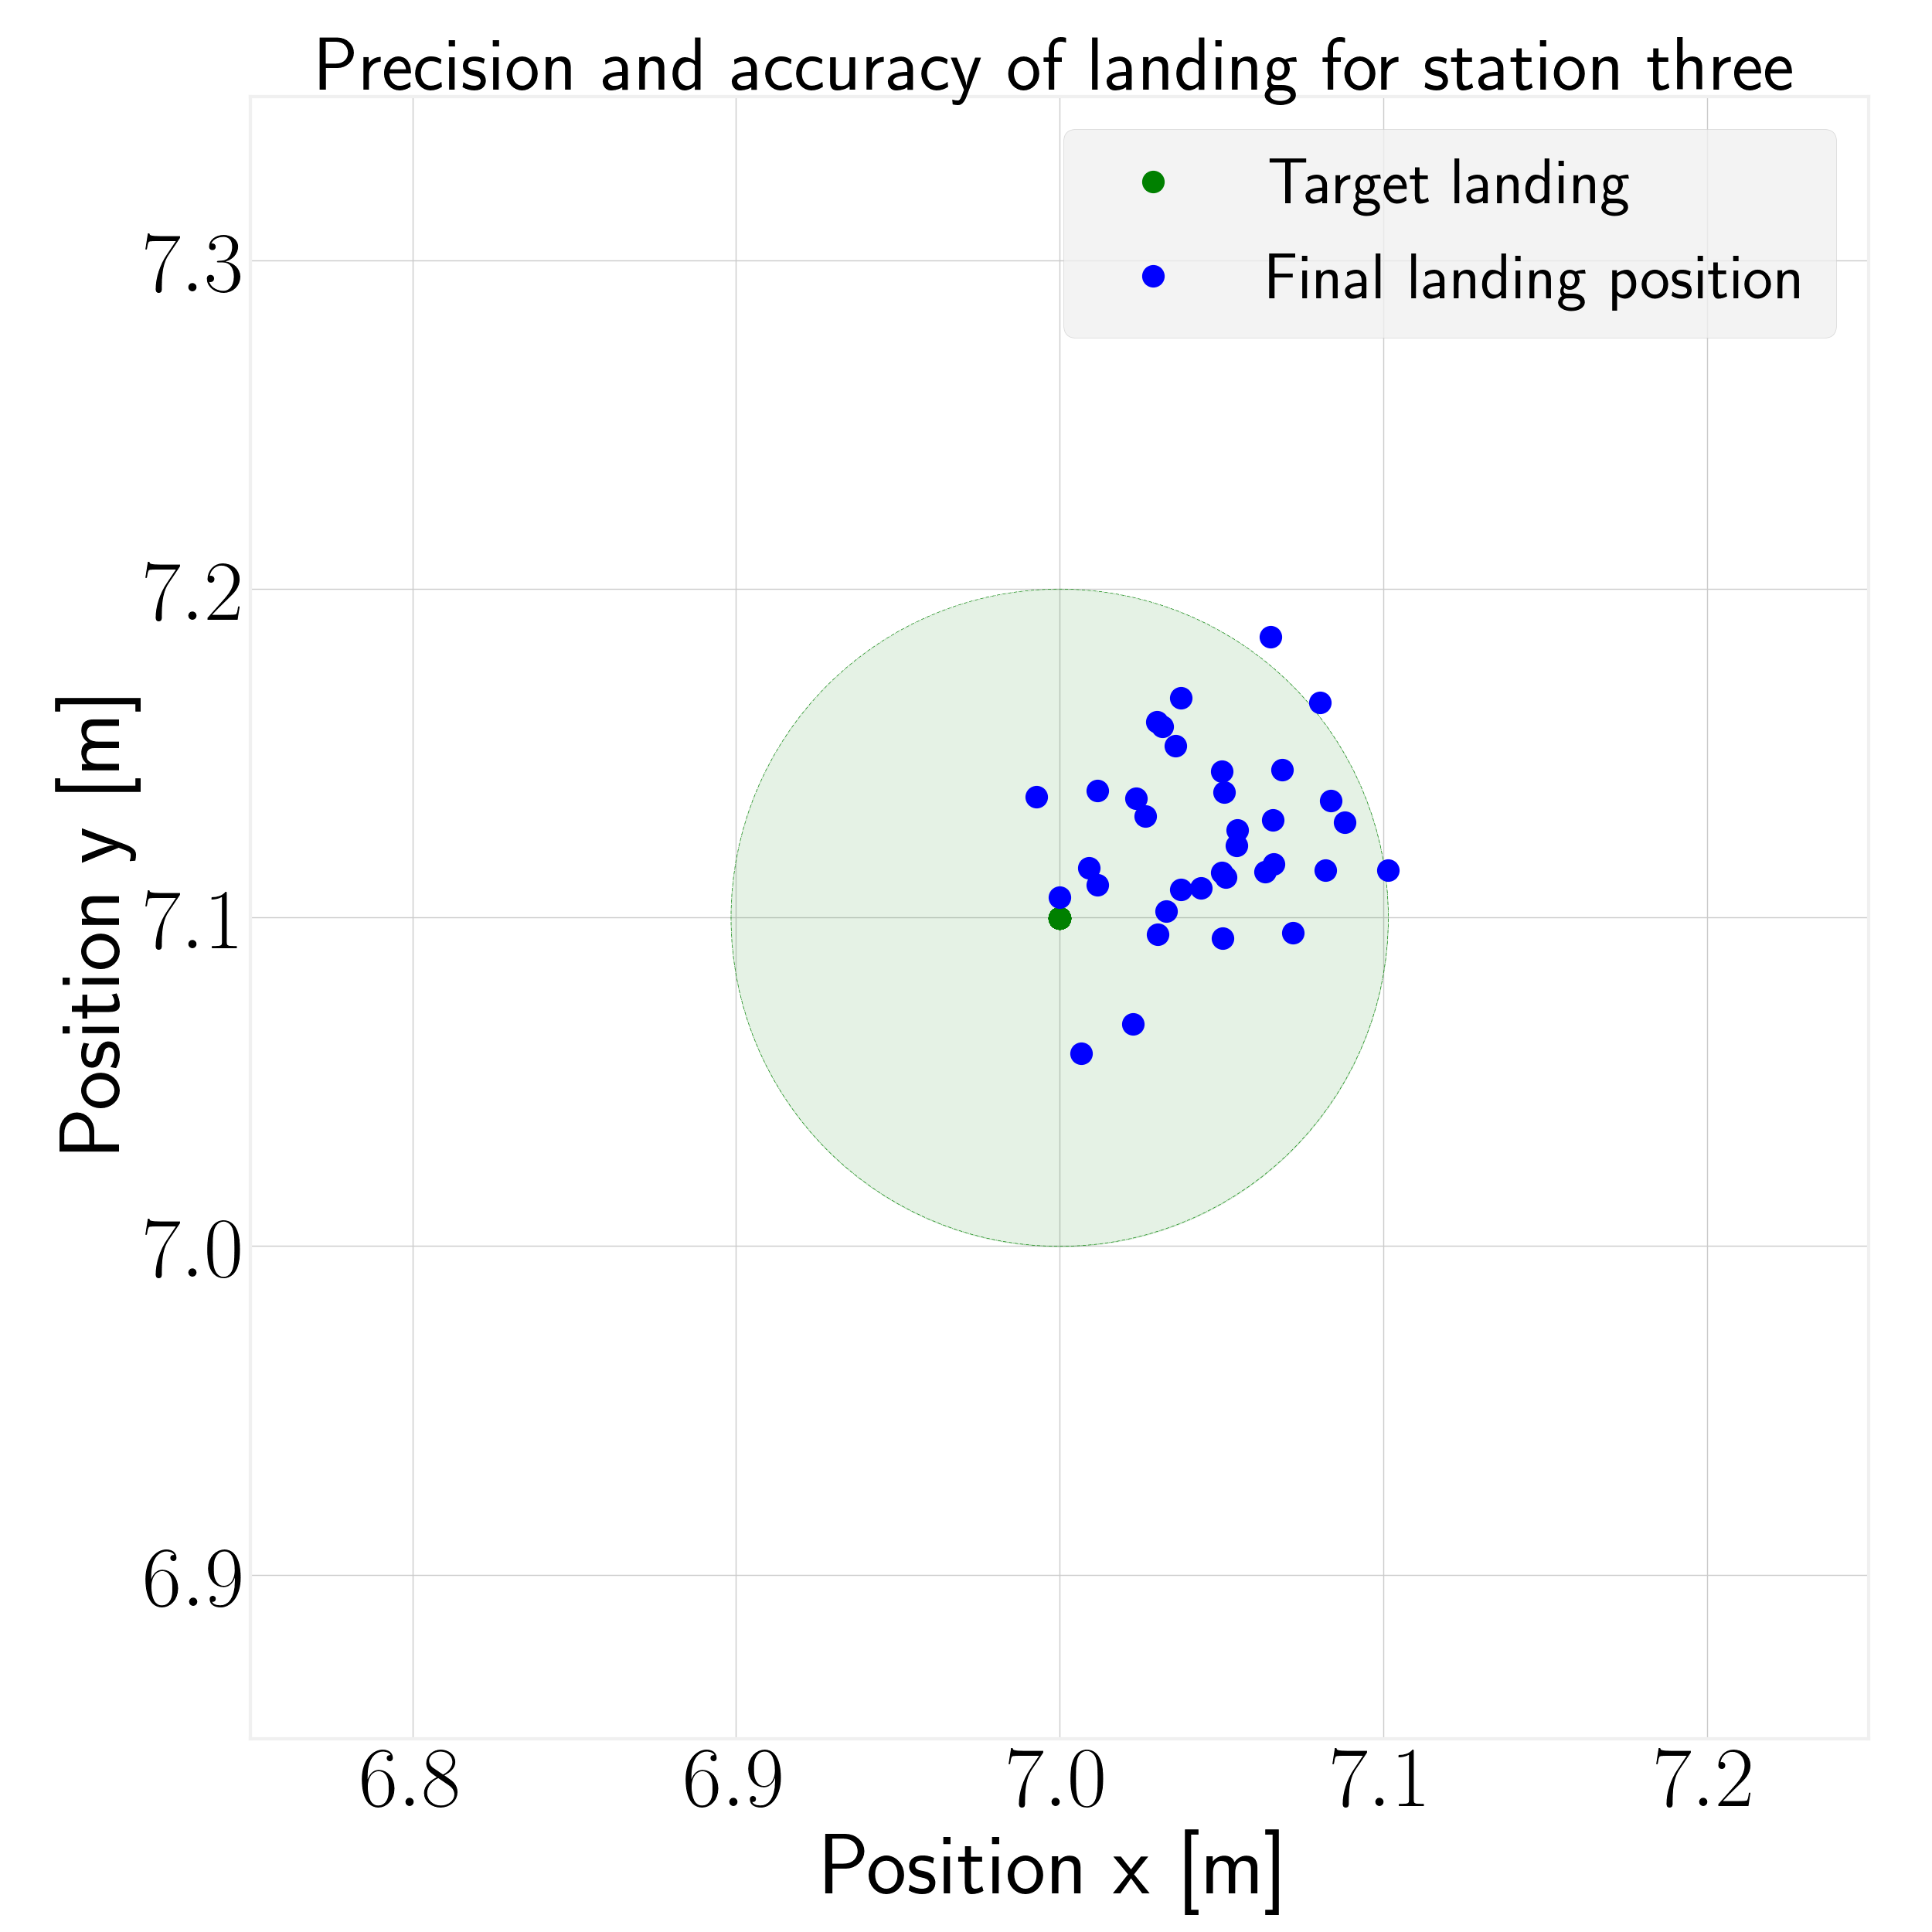 Precision and accuracy of landing for station three
Target landing
Final landing position
7.3
7.2
7.1
7.0
6.9
Position y [m]
6.8 6.9 7.0 7.1 7.2
Position x [m]